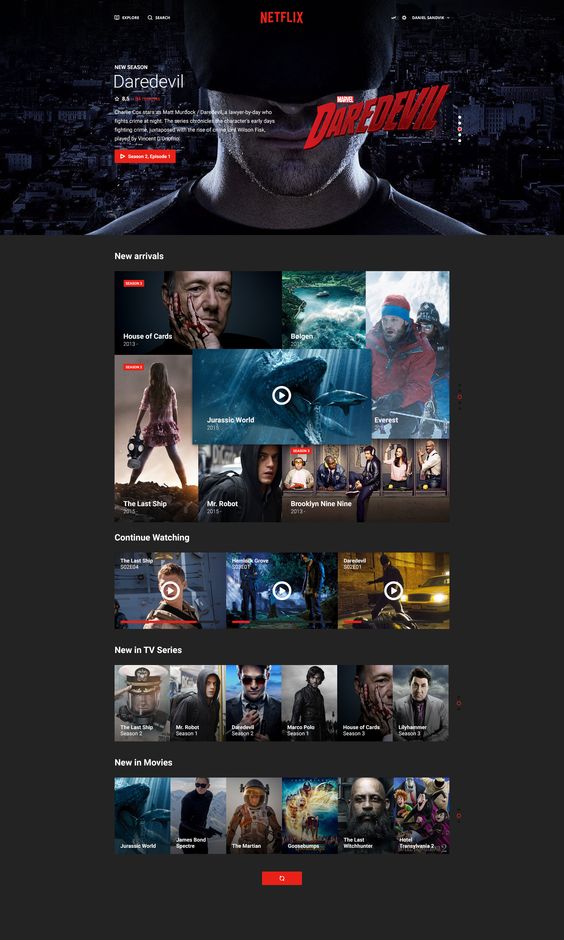 EXPLORE
SEARCH
NETFLIX
DANIEL SANDVIK
NEW SEASON
Daredevil
8,5
Charlie Cox stars as Matt Murdock / Daredevil, a lawyer-by-day who
fights crime at night. The series chronicles the character's early days
fighting crime, juxtaposed with the rise of crime lord Wilson Fisk,
played by Vincent D'Onofrio.
Season 2, Episode 1
MARVEL
DAREDEVIL
New arrivals
SEASON 3
House of Cards
2013 -
Bølgen
2015
SEASON 2
Jurassic World
2015
Everest
The Last Ship
2015 -
Mr. Robot
2015 -
SEASON 3
Brooklyn Nine Nine
2013 -
Continue Watching
The Last Ship
S02E04
Hemlock Grove
S03E01
Daredevil
S02E01
New in TV Series
The Last Ship
Season 2
Mr. Robot
Season 1
Daredevil
Season 2
Marco Polo
Season 1
House of Cards
Season 3
Lilyhammer
Season 3
New in Movies
Jurassic World
James Bond
Spectre
The Martian
Goosebumps
The Last
Witchhunter
Hotel
Transylvania 2